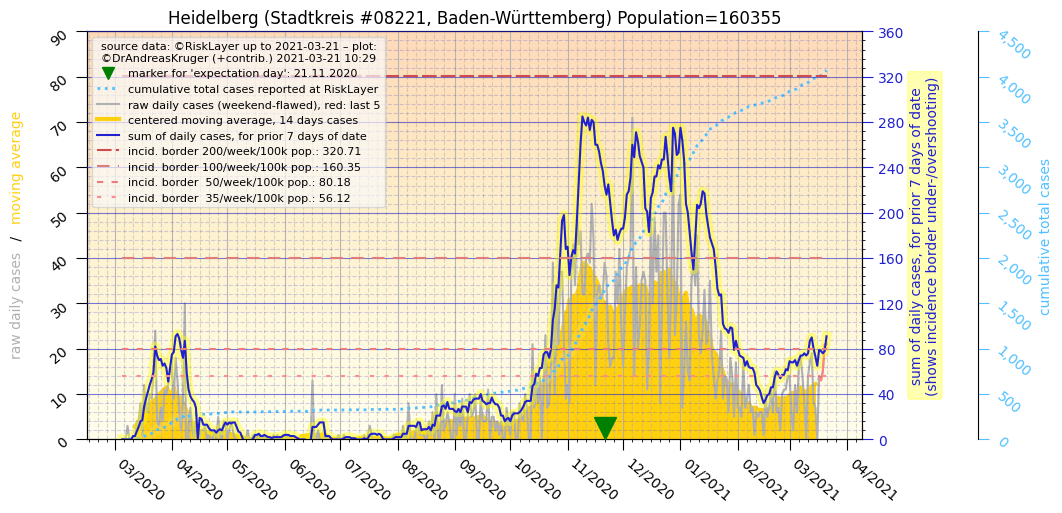 Heidelberg (Stadtkreis #08221, Baden-Württemberg) Population=160355
source data: ©RiskLayer up to 2021-03-21 – plot:
©DrAndreasKruger (+contrib.) 2021-03-21 10:29
marker for 'expectation day': 21.11.2020
cumulative total cases reported at RiskLayer
raw daily cases (weekend-flawed), red: last 5
centered moving average, 14 days cases
sum of daily cases, for prior 7 days of date
incid. border 200/week/100k pop.: 320.71
incid. border 100/week/100k pop.: 160.35
incid. border 50/week/100k pop.: 80.18
incid. border 35/week/100k pop.: 56.12
raw daily cases / moving average
90
80
70
60
50
40
30
20
10
0
360
320
280
240
200
160
120
80
40
0
sum of daily cases, for prior 7 days of date
(shows incidence border under-/overshooting)
4,500
4,000
3,500
3,000
2,500
2,000
1,500
1,000
500
0
cumulative total cases
03/2020
04/2020
05/2020
06/2020
07/2020
08/2020
09/2020
10/2020
11/2020
12/2020
01/2021
02/2021
03/2021
04/2021